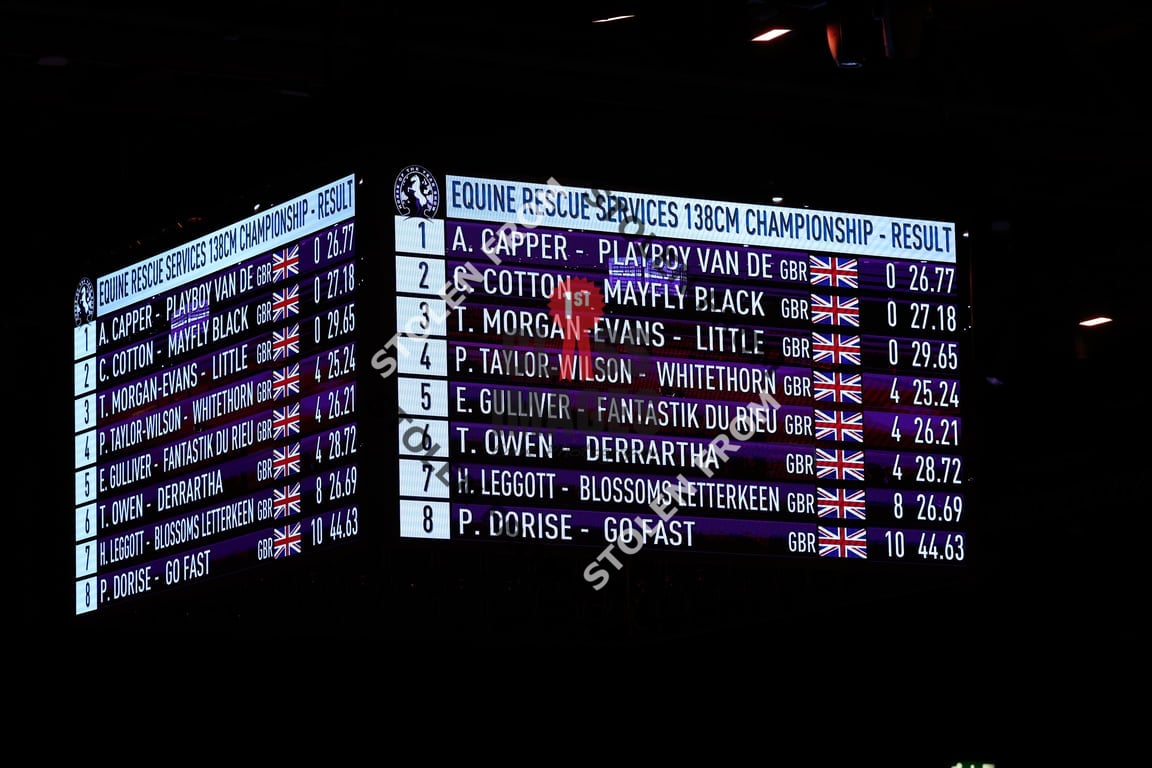 EQUINE RESCUE SERVICES 138CM CHAMPIONSHIP - RESULT
1 A. CAPPER - PLAYBOY VAN DE GBR 0 26.77
2 C. COTTON - MAYFLY BLACK GBR 0 27.18
3 T. MORGAN-EVANS - LITTLE GBR 0 29.65
4 P. TAYLOR-WILSON - WHITETHORN GBR 4 25.24
5 E. GULLIVER - FANTASTIK DU RIEU GBR 4 26.21
6 T. OWEN - DERRARTHA GBR 4 28.72
7 H. LEGGOTT - BLOSSOMS LETTERKEEN GBR 8 26.69
8 P. DORISE - GO FAST GBR 10 44.63
EQUINE RESCUE SERVICES 138CM CHAMPIONSHIP - RESULT
1 A. CAPPER - PLAYBOY VAN DE GBR 0 26.77
2 C. COTTON - MAYFLY BLACK GBR 0 27.18
3 T. MORGAN-EVANS - LITTLE GBR 0 29.65
4 P. TAYLOR-WILSON - WHITETHORN GBR 4 25.24
5 E. GULLIVER - FANTASTIK DU RIEU GBR 4 26.21
6 T. OWEN - DERRARTHA GBR 4 28.72
7 H. LEGGOTT - BLOSSOMS LETTERKEEN GBR 8 26.69
8 P. DORISE - GO FAST GBR 10 44.63
STOLEN FROM
1ST
STOLEN FROM
STOLEN FROM